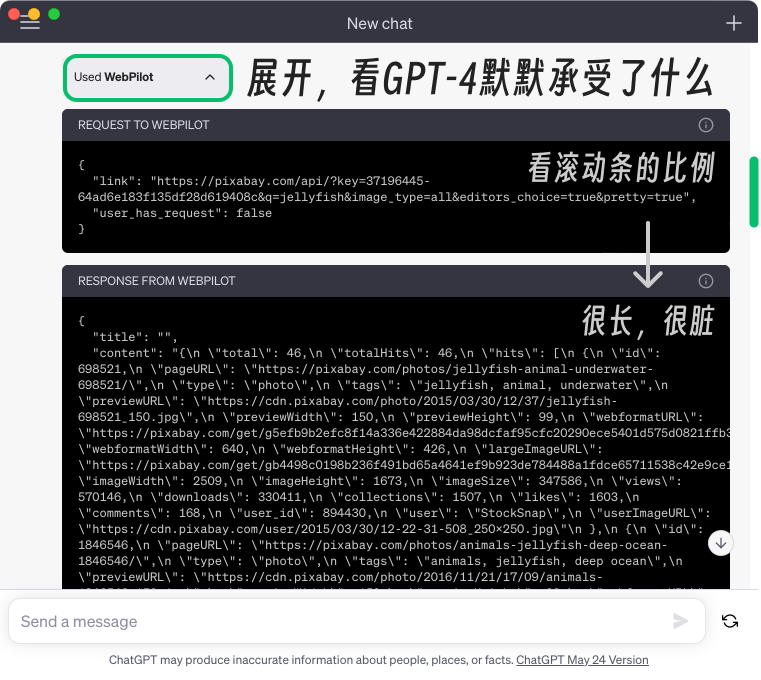 New chat
Used WebPilot
展开，看GPT-4默默承受了什么
REQUEST TO WEBPILOT
看滚动条的比例
{
"link": "https://pixabay.com/api/?key=37196445-
64ad6e183f135df28d619408c&q=jellyfish&image_type=all&editors_choice=true&pretty=true",
"user_has_request": false
}
RESPONSE FROM WEBPILOT
很长，很脏
{
"title": "",
"content": "{\n \"total\": 46,\n \"totalHits\": 46,\n \"hits\": [\n {\n \"id\":
698521,\n \"pageURL\": \"https://pixabay.com/photos/jellyfish-animal-underwater-
698521/\",\n \"type\": \"photo\",\n \"tags\": \"jellyfish, animal, underwater\",\n
\"previewURL\": \"https://cdn.pixabay.com/photo/2015/03/30/12/37/jellyfish-
698521_150.jpg\",\n \"previewWidth\": 150,\n \"previewHeight\": 99,\n \"webformatURL\":
\"https://pixabay.com/get/g5efb9b2efc8f14a336e422884da98dcfaf95cfc20290ece5401d575d0821ffb3
\"webformatWidth\": 640,\n \"webformatHeight\": 426,\n \"largeImageURL\":
\"https://pixabay.com/get/gb4498c0198b236f491bd65a4641ef9b923de784488a1fdce65711538c42e9ce1
\"imageWidth\": 2509,\n \"imageHeight\": 1673,\n \"imageSize\": 347586,\n \"views\":
570146,\n \"downloads\": 330411,\n \"collections\": 1507,\n \"likes\": 1603,\n
\"comments\": 168,\n \"user_id\": 894430,\n \"user\": \"StockSnap\",\n \"userImageURL\":
\"https://cdn.pixabay.com/user/2015/03/30/12-22-31-508_250x250.jpg\"\n },\n {\n \"id\":
1846546,\n \"pageURL\": \"https://pixabay.com/photos/animals-jellyfish-deep-ocean-
1846546/\",\n \"type\": \"photo\",\n \"tags\": \"animals, jellyfish, deep ocean\",\n
\"previewURL\": \"https://cdn.pixabay.com/photo/2016/11/21/17/09/animals-
Send a message
ChatGPT may produce inaccurate information about people, places, or facts. ChatGPT May 24 Version